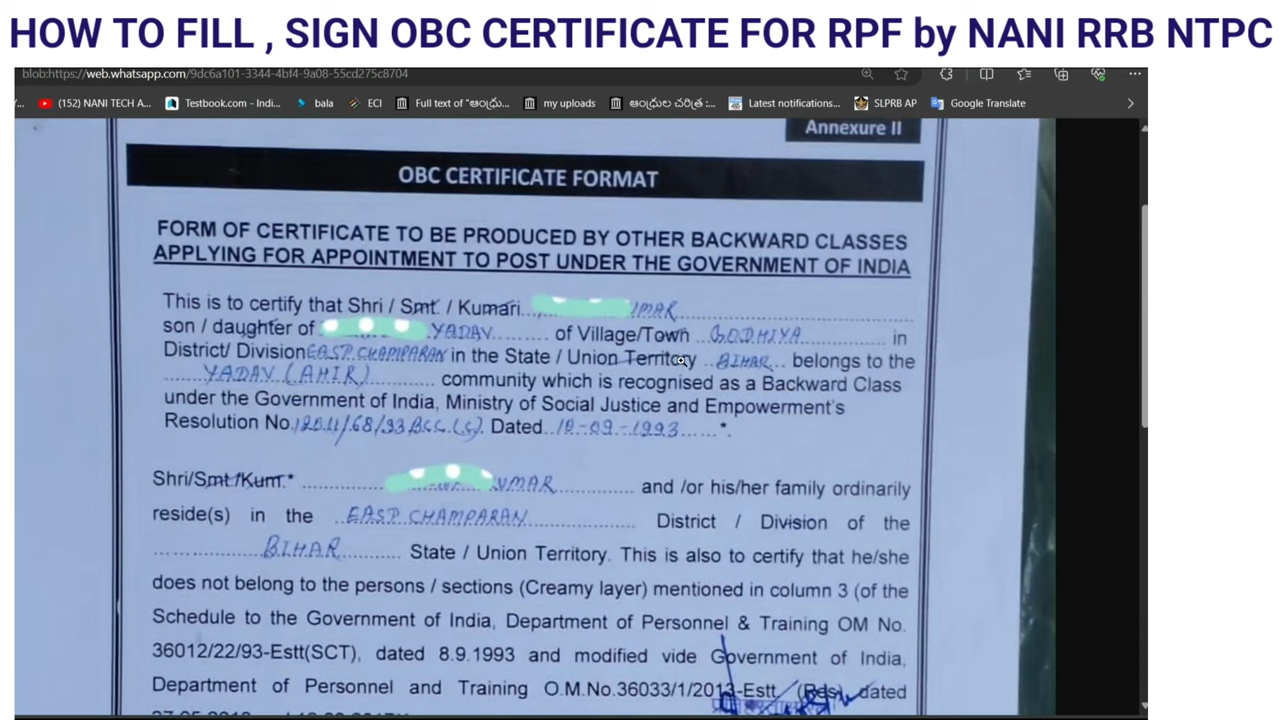 HOW TO FILL , SIGN OBC CERTIFICATE FOR RPF by NANI RRB NTPC
blob:https://web.whatsapp.com/9dc6a101-3344-4bf4-9a08-55cd275c8704
(152) NANI TECH A... Testbook.com - Indi... bala ECI Full text of "ఆంధ్రు... my uploads ఆంధ్రుల చరిత్ర :... Latest notifications... SLPRB AP Google Translate
Annexure II
OBC CERTIFICATE FORMAT
FORM OF CERTIFICATE TO BE PRODUCED BY OTHER BACKWARD CLASSES
APPLYING FOR APPOINTMENT TO POST UNDER THE GOVERNMENT OF INDIA
This is to certify that Shri / Smt. / Kumari
son / daughter of YADAV of Village/Town GODHIYA in
District/ Division EAST CHAMPARAN in the State / Union Territory BIHAR belongs to the
YADAV (AHIR) community which is recognised as a Backward Class
under the Government of India, Ministry of Social Justice and Empowerment's
Resolution No. 12011/68/93 BCC (C). Dated 10-09-1993 *.
Shri/Smt./Kum.* and /or his/her family ordinarily
reside(s) in the EAST CHAMPARAN District / Division of the
BIHAR State / Union Territory. This is also to certify that he/she
does not belong to the persons / sections (Creamy layer) mentioned in column 3 (of the
Schedule to the Government of India, Department of Personnel & Training OM No.
36012/22/93-Estt(SCT), dated 8.9.1993 and modified vide Government of India,
Department of Personnel and Training O.M.No.36033/1/2013-Estt (Res) dated